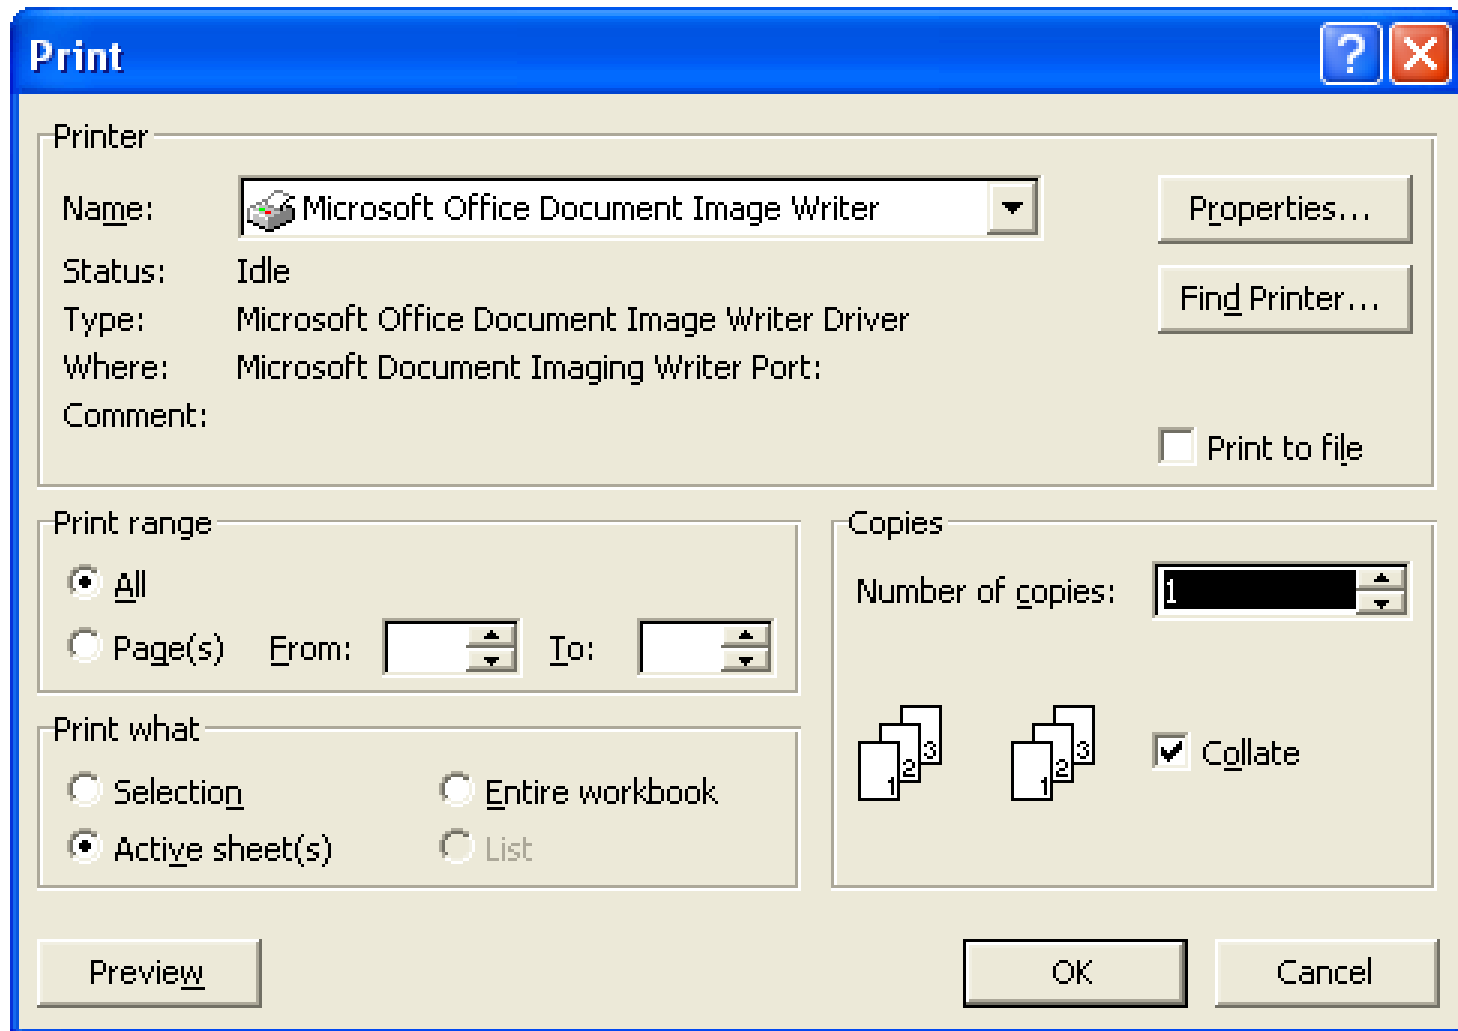 Print
Printer
Name: Microsoft Office Document Image Writer Properties...
Status: Idle
Find Printer...
Type: Microsoft Office Document Image Writer Driver
Where: Microsoft Document Imaging Writer Port:
Comment:
Print to file
Print range
All
Page(s) From: To:
Print what
Selection Entire workbook
Active sheet(s) List
Copies
Number of copies: 1
1 2 3 1 2 3 Collate
Preview OK Cancel